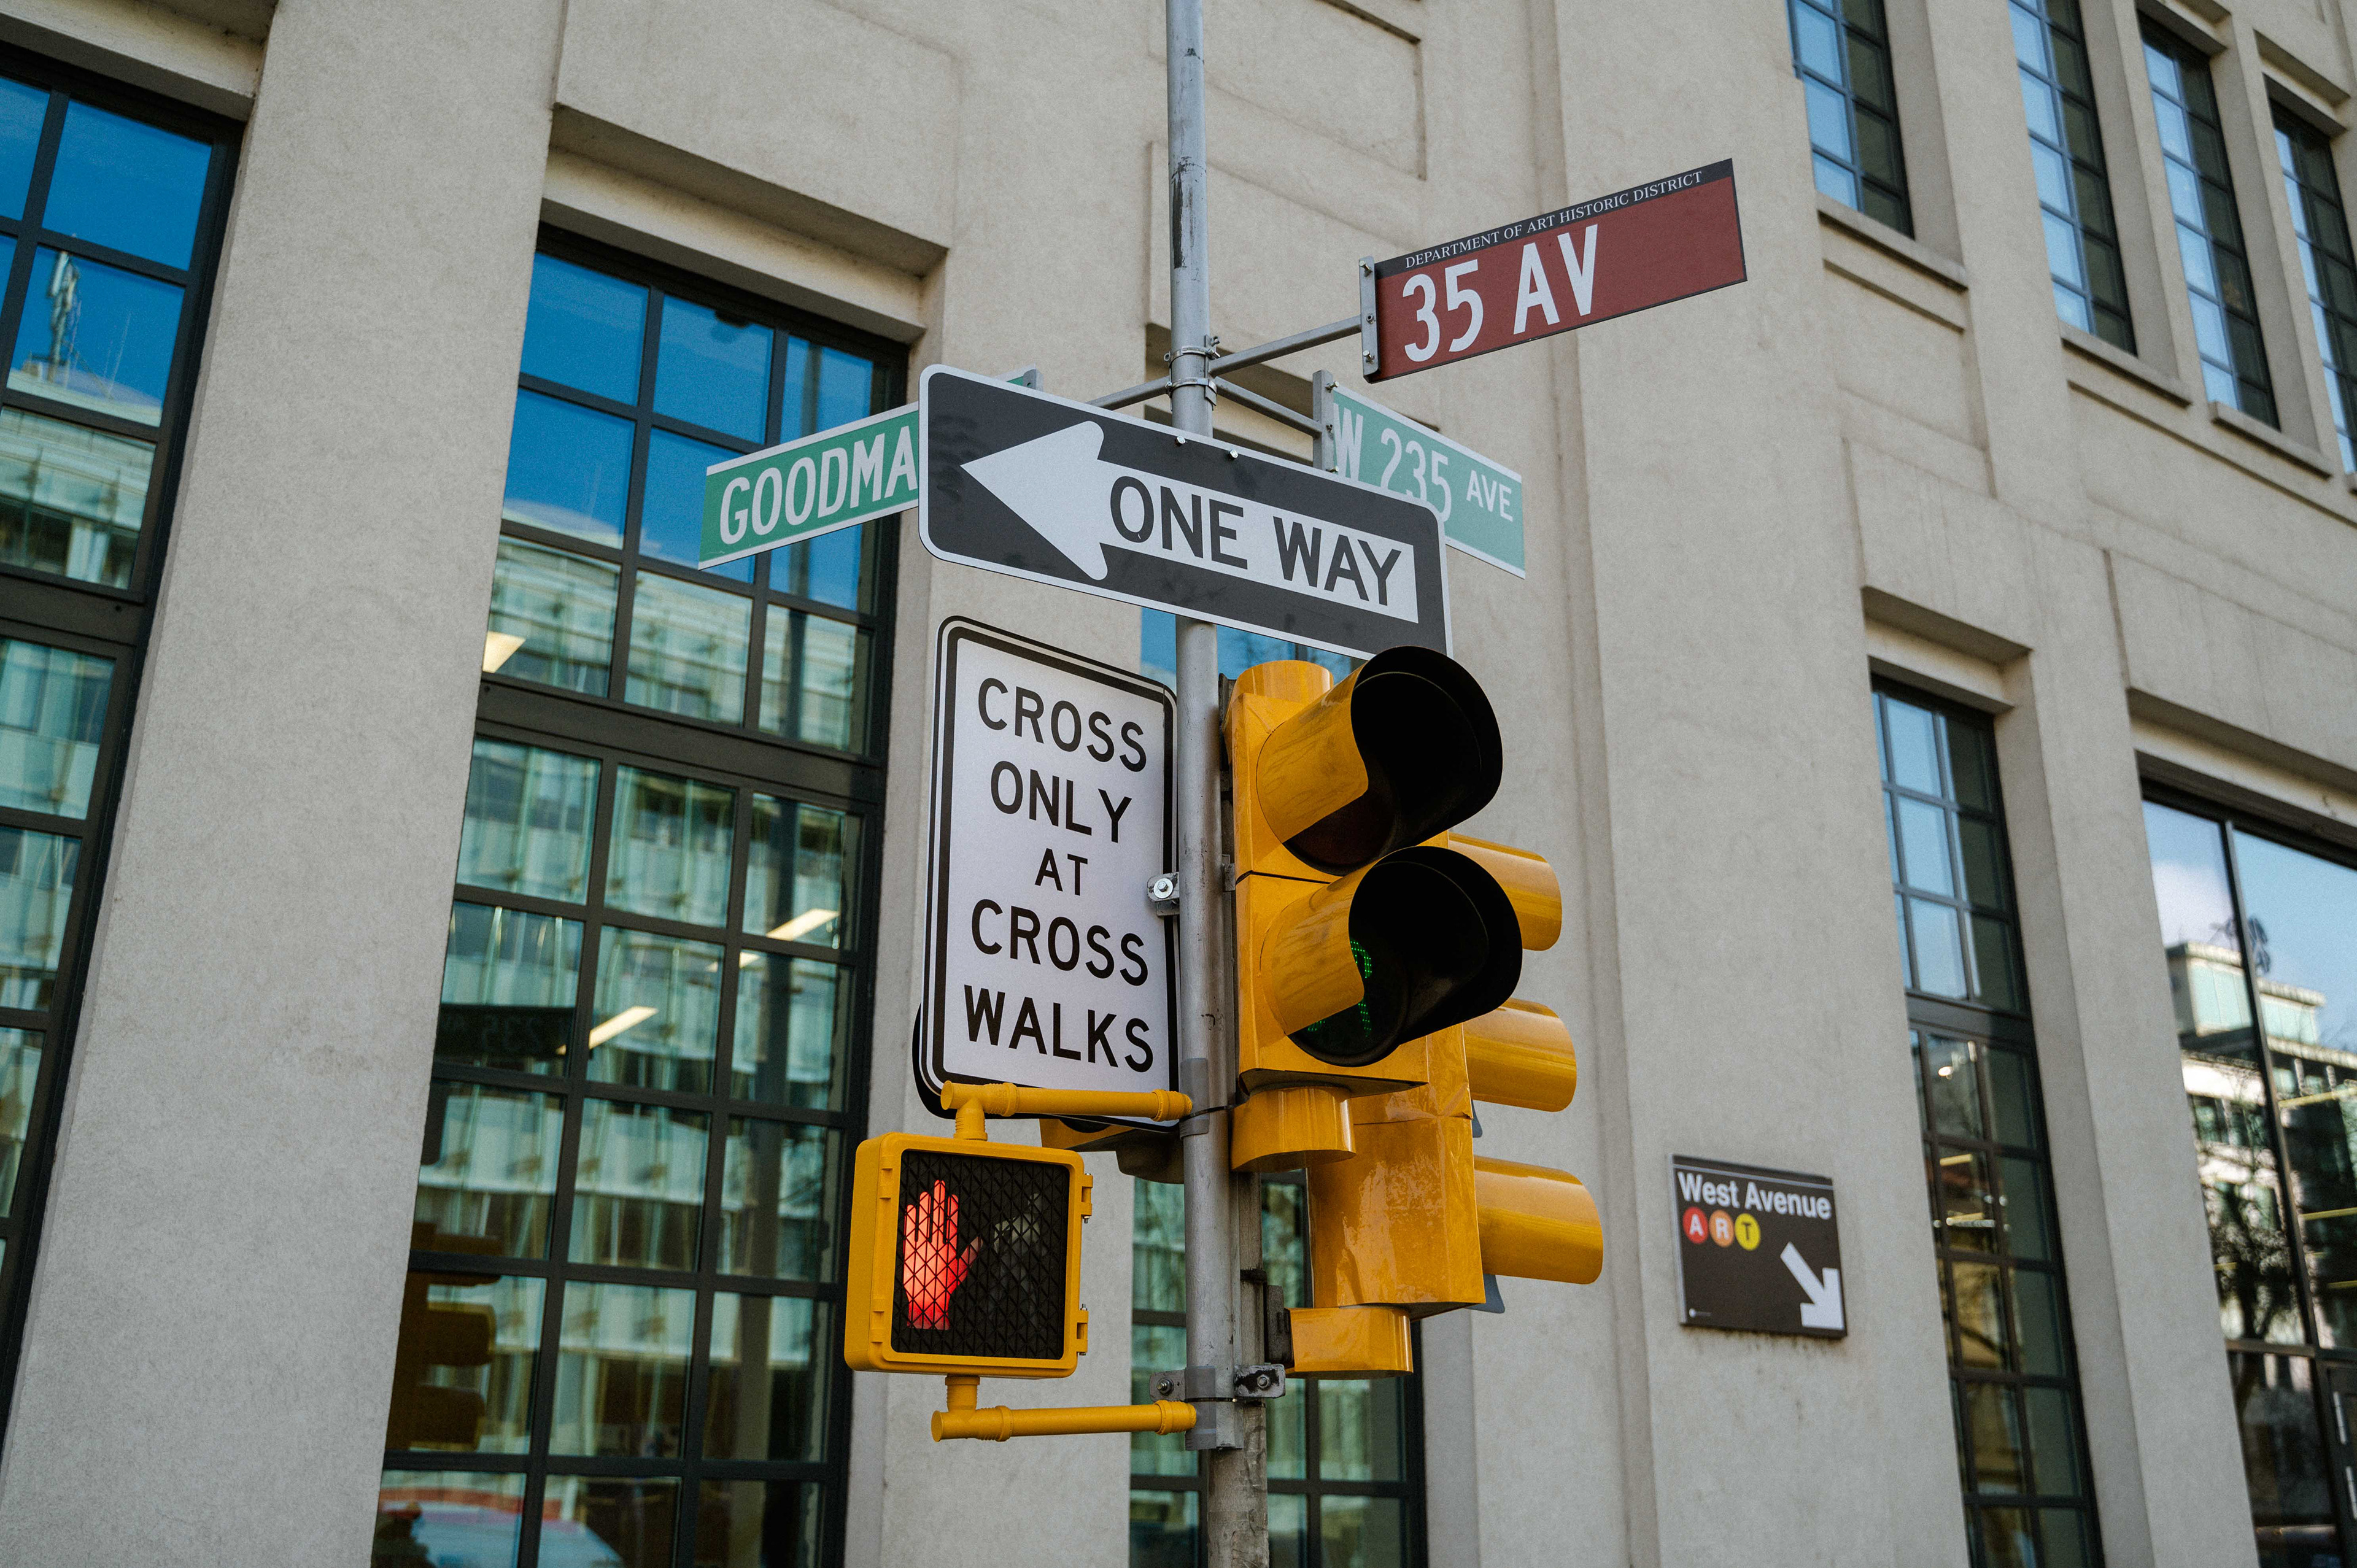 DEPARTMENT OF ART HISTORIC DISTRICT
35 AV
GOODMA
W 235 AVE
ONE WAY
CROSS
ONLY
AT
CROSS
WALKS
West Avenue
A R T